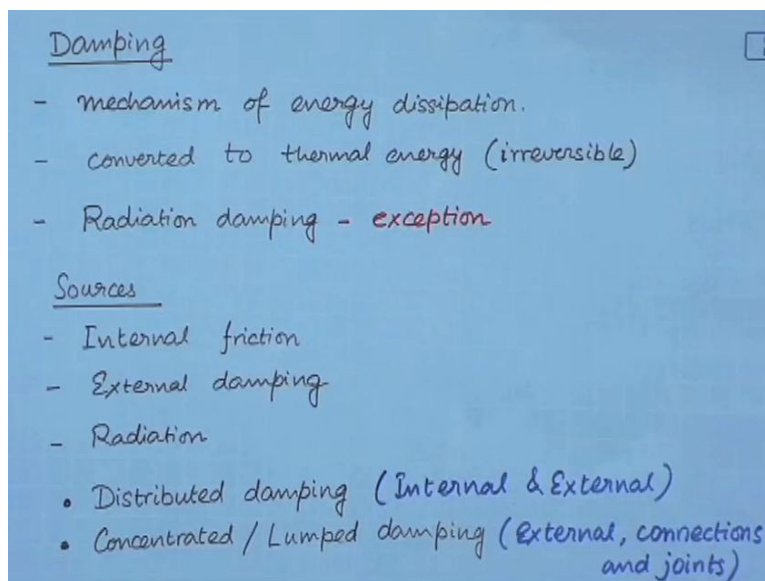 Damping
- mechanism of energy dissipation.
- converted to thermal energy (irreversible)
- Radiation damping - exception
Sources
- Internal friction
- External damping
- Radiation
• Distributed damping (Internal & External)
• Concentrated / Lumped damping (External, connections
and joints)